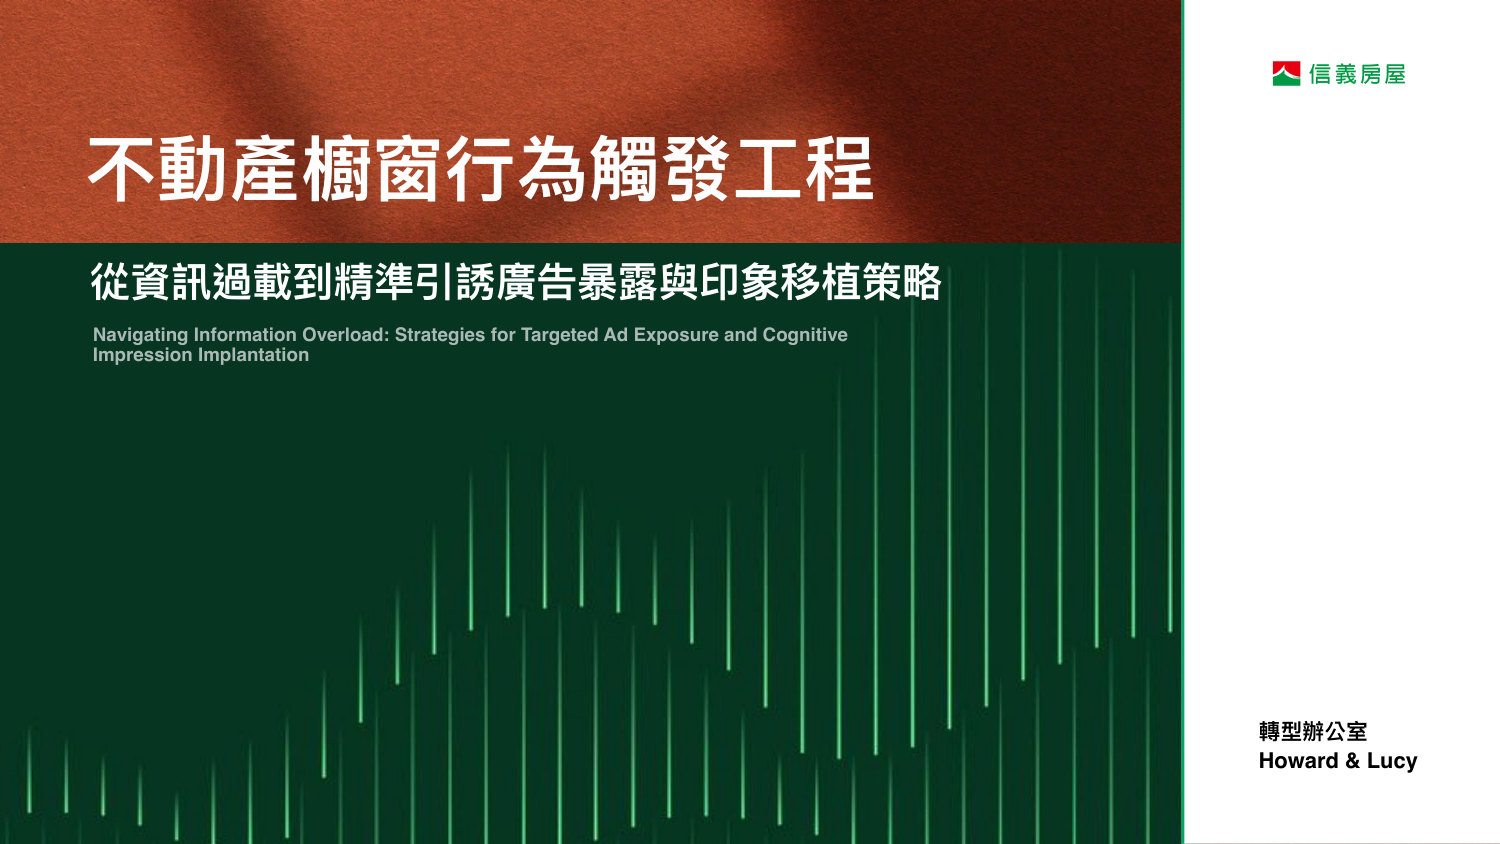 信義房屋
不動產櫥窗行為觸發工程
從資訊過載到精準引誘廣告暴露與印象移植策略
Navigating Information Overload: Strategies for Targeted Ad Exposure and Cognitive
Impression Implantation
轉型辦公室
Howard & Lucy